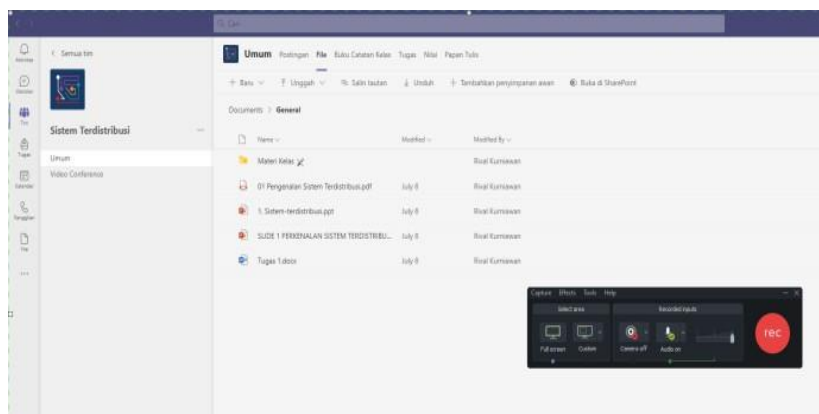 Cari
Semua tim
Sistem Terdistribusi
Umum
Video Conference
Tim
Tugas
Umum Postingan File Buku Catatan Kelas Tugas Nilai Papan Tulis
+ Baru Unggah Salin tautan Unduh + Tambahkan penyimpanan awan Buka di SharePoint
Documents > General
Name Modified Modified By
Materi Kelas Rival Kurniawan
01 Pengenalan Sistem Terdistribusi.pdf July 8 Rival Kurniawan
1. Sistem-terdistribusi.ppt July 8 Rival Kurniawan
SLIDE 1 PERKENALAN SISTEM TERDISTRIBU... July 8 Rival Kurniawan
Tugas 1.docx July 8 Rival Kurniawan
Capture Effects Tools Help
Select area Recorded inputs
Full screen Custom Camera off Audio on
rec